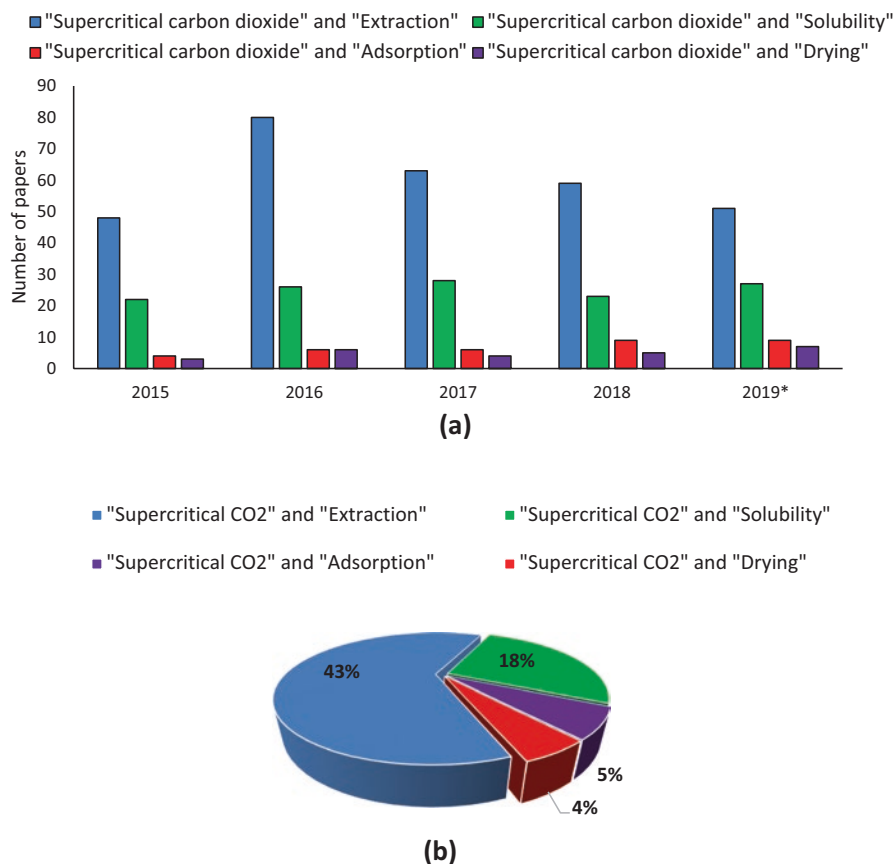 "Supercritical carbon dioxide" and "Extraction" "Supercritical carbon dioxide" and "Solubility"
"Supercritical carbon dioxide" and "Adsorption" "Supercritical carbon dioxide" and "Drying"
Number of papers
90
80
70
60
50
40
30
20
10
0
2015 2016 2017 2018 2019*
(a)
"Supercritical CO2" and "Extraction" "Supercritical CO2" and "Solubility"
"Supercritical CO2" and "Adsorption" "Supercritical CO2" and "Drying"
43% 18%
5%
4%
(b)